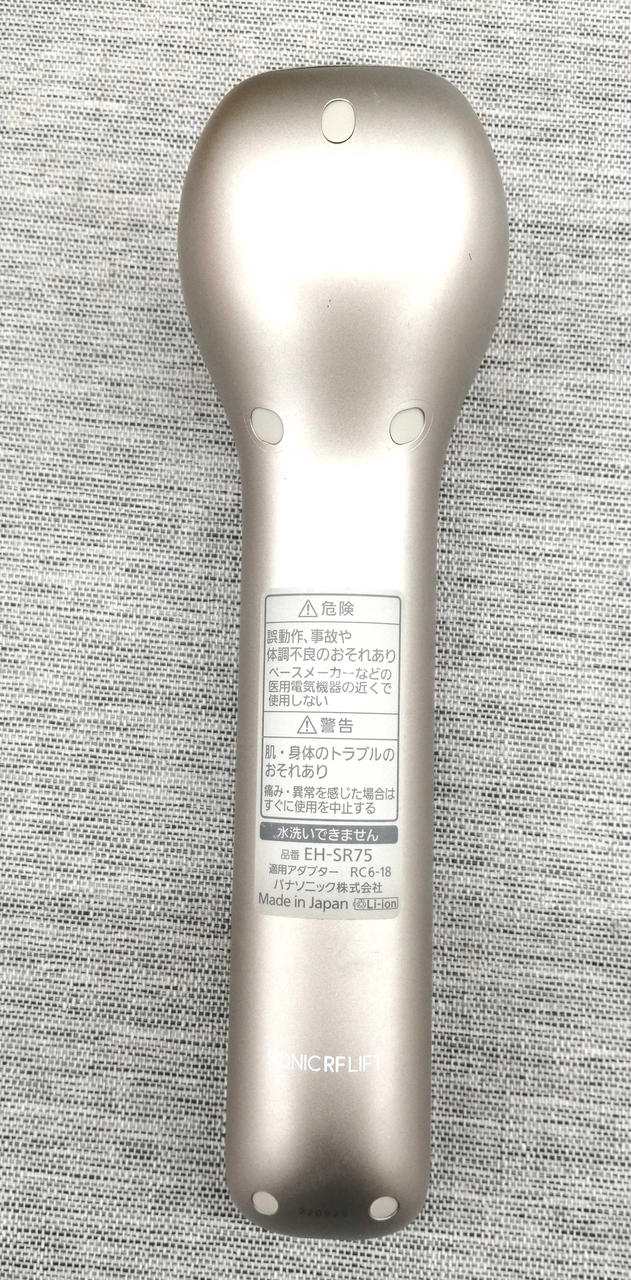 ⚠危険
誤動作、事故や
体調不良のおそれあり
ペースメーカーなどの
医用電気機器の近くで
使用しない
⚠警告
肌・身体のトラブルの
おそれあり
痛み・異常を感じた場合は
すぐに使用を中止する
水洗いできません
品番 EH-SR75
適用アダプター RC6-18
パナソニック株式会社
Made in Japan Li-ion
SONIC RF LIFT